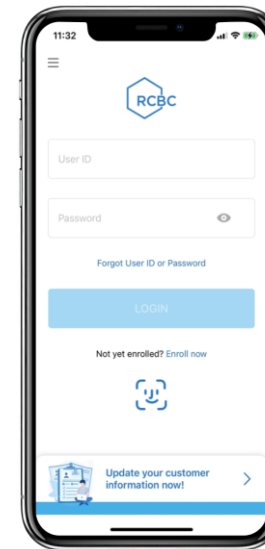 11:32
RCBC
User ID
Password
Forgot User ID or Password
LOGIN
Not yet enrolled? Enroll now
Update your customer
information now!